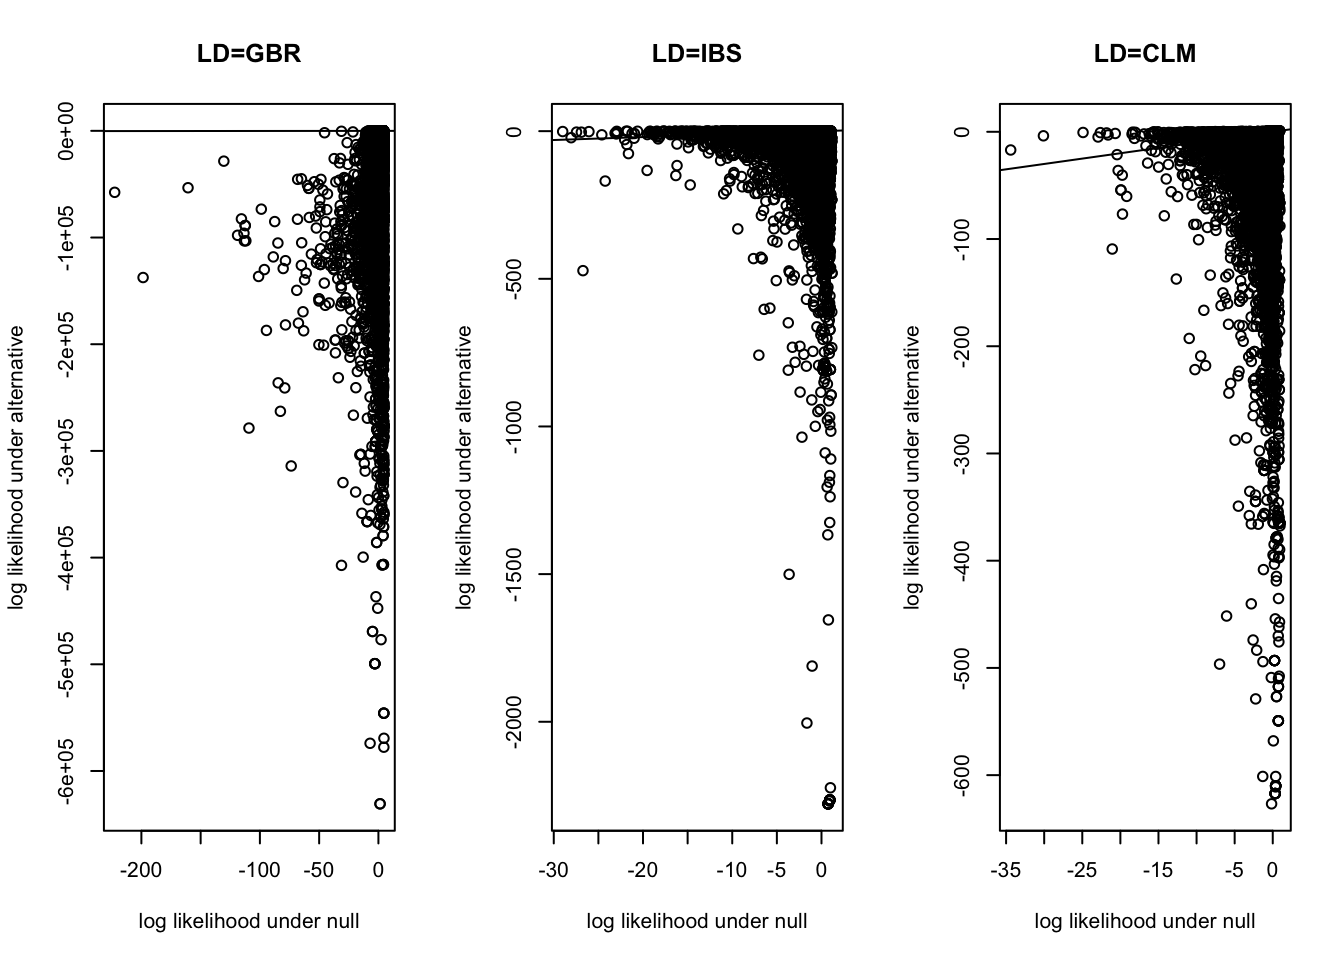 LD=GBR
log likelihood under alternative
0e+00
-1e+05
-2e+05
-3e+05
-4e+05
-5e+05
-6e+05
-200
-100
-50
0
log likelihood under null
LD=IBS
log likelihood under alternative
0
-500
-1000
-1500
-2000
-30
-20
-10
-5
0
log likelihood under null
LD=CLM
log likelihood under alternative
0
-100
-200
-300
-400
-500
-600
-35
-25
-15
-5
0
log likelihood under null